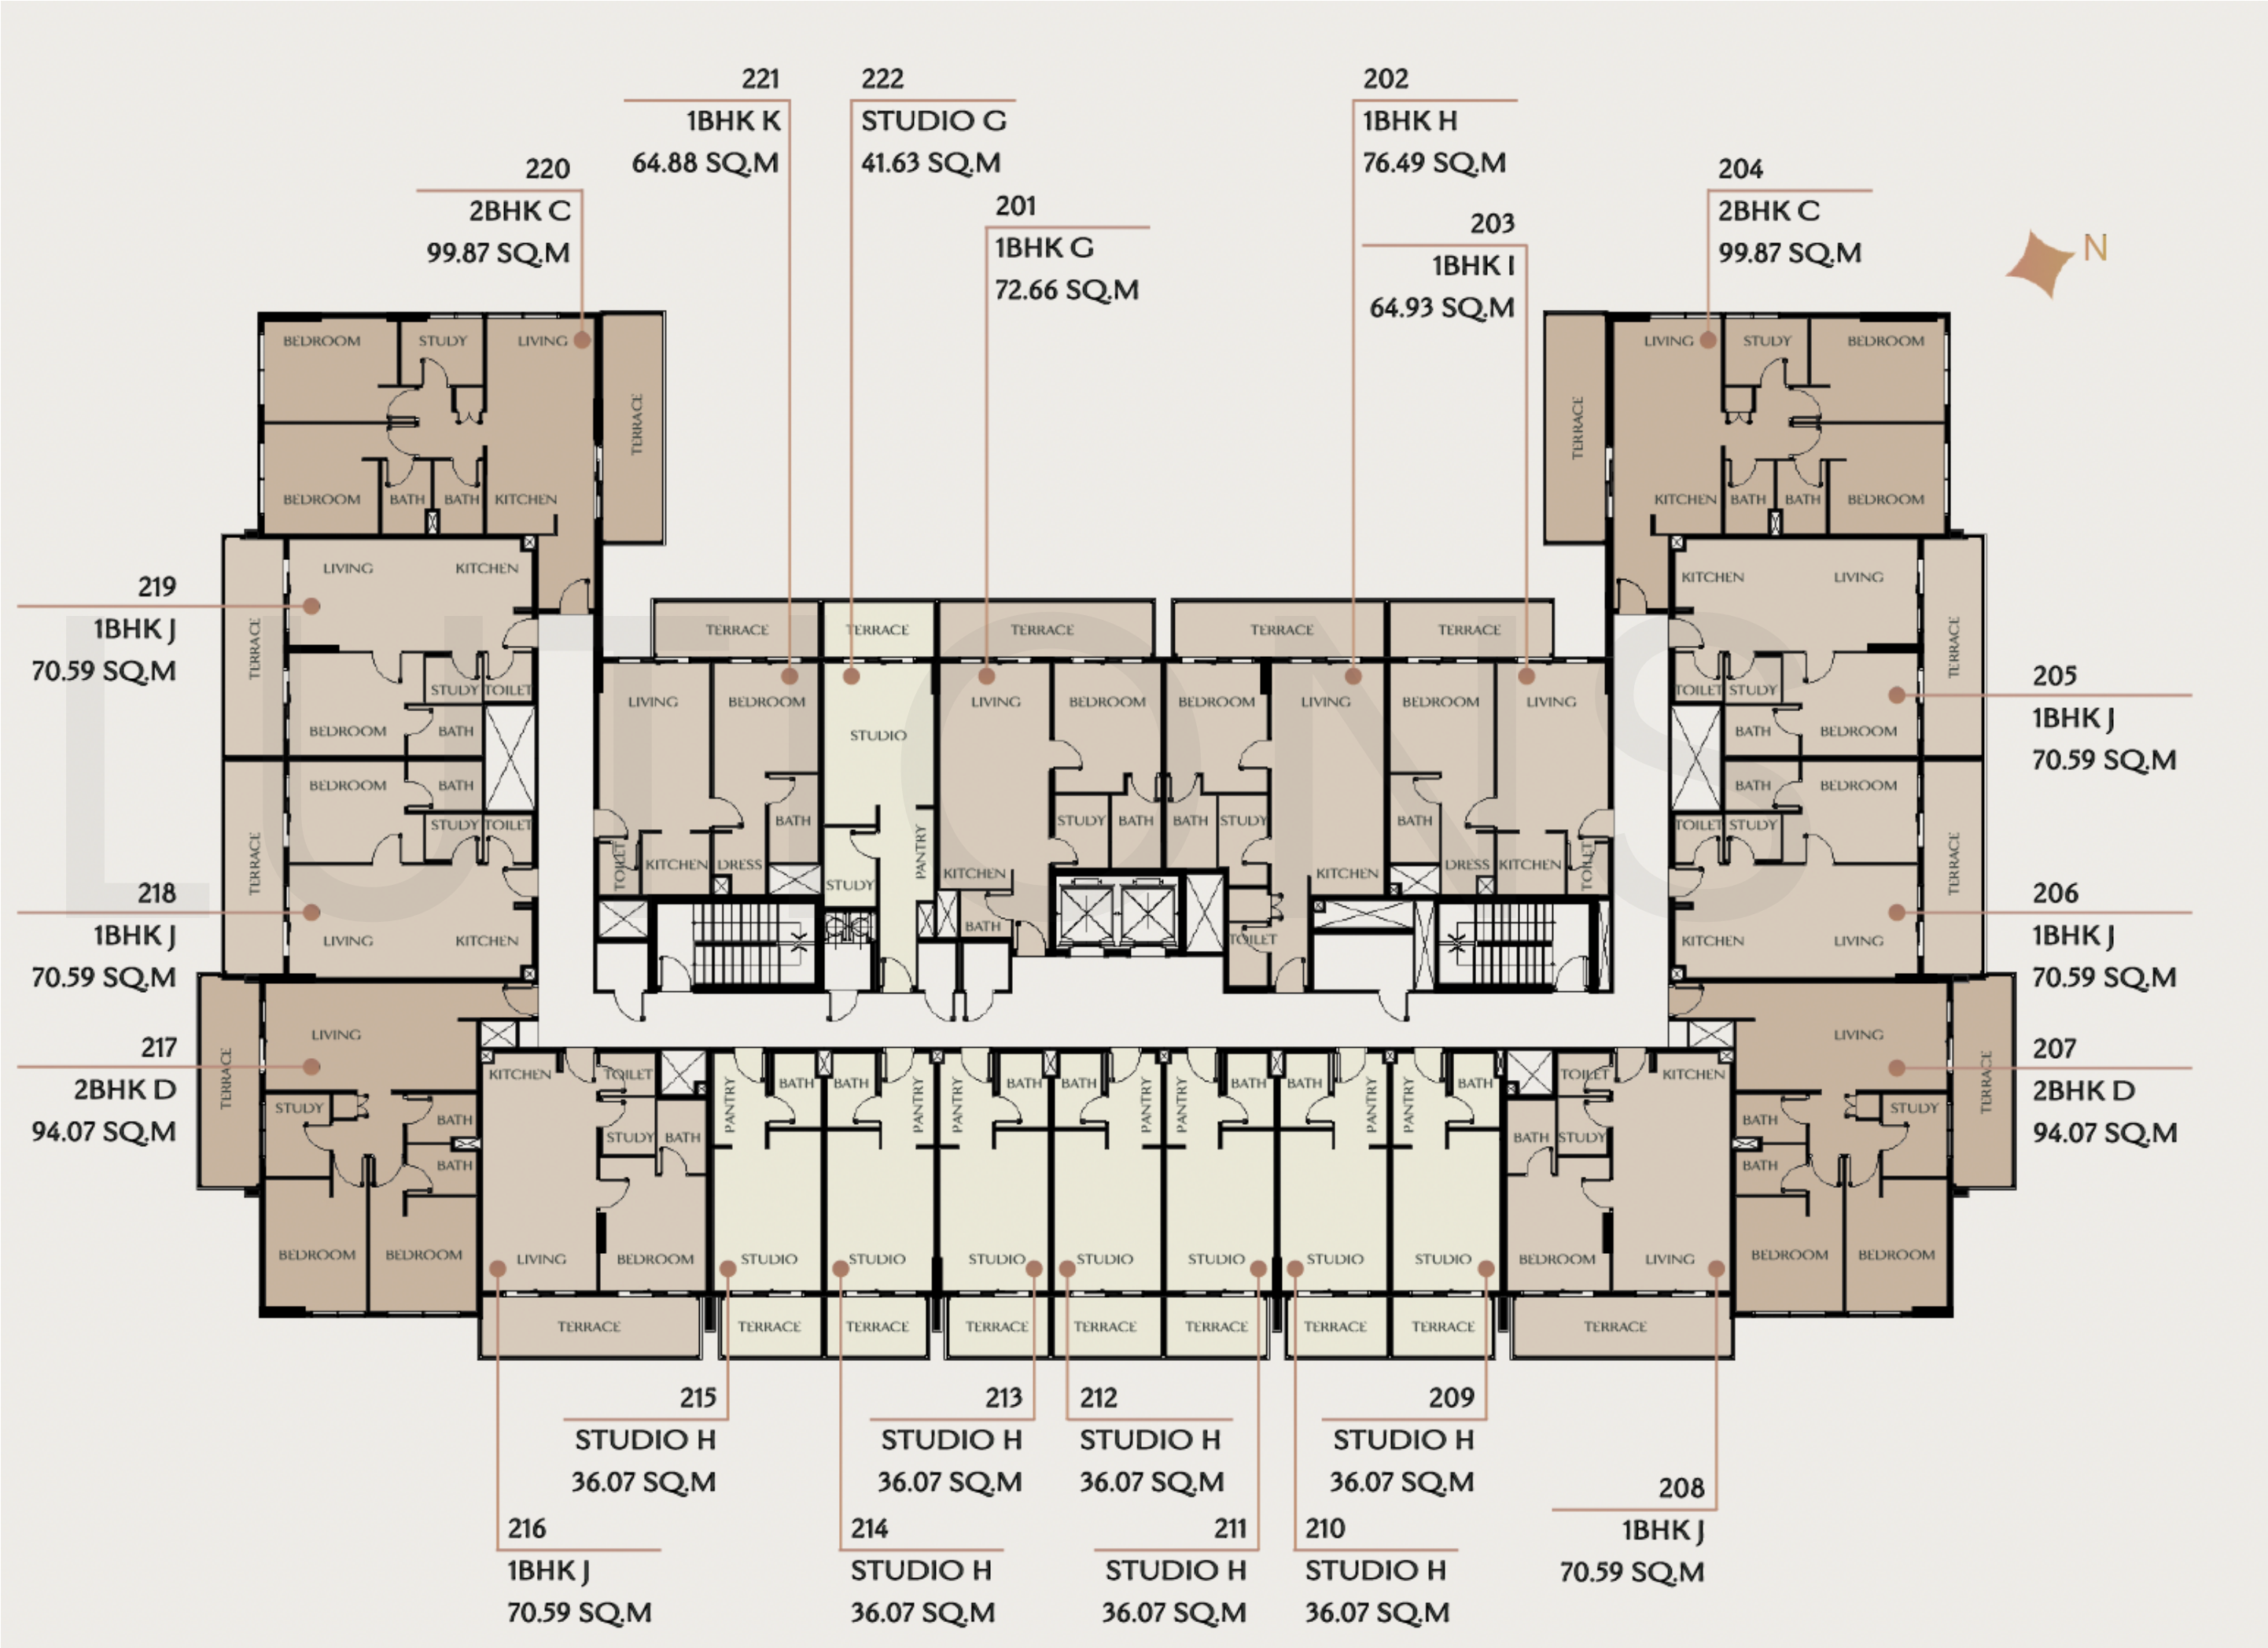 221
1BHK K
64.88 SQ.M
222
STUDIO G
41.63 SQ.M
202
1BHK H
76.49 SQ.M
220
2BHK C
99.87 SQ.M
201
1BHK G
72.66 SQ.M
203
1BHK I
64.93 SQ.M
204
2BHK C
99.87 SQ.M
N
BEDROOM
STUDY
LIVING
TERRACE
BEDROOM
BATH
BATH
KITCHEN
TERRACE
LIVING
STUDY
BEDROOM
KITCHEN
BATH
BATH
BEDROOM
219
1BHK J
70.59 SQ.M
TERRACE
LIVING
KITCHEN
STUDY
TOILET
BEDROOM
BATH
218
1BHK J
70.59 SQ.M
TERRACE
BEDROOM
BATH
STUDY
TOILET
LIVING
KITCHEN
217
2BHK D
94.07 SQ.M
TERRACE
LIVING
STUDY
BATH
BATH
BEDROOM
BEDROOM
TERRACE
TERRACE
TERRACE
TERRACE
TERRACE
LIVING
BEDROOM
BATH
TOILET
KITCHEN
DRESS
STUDIO
PANTRY
STUDY
LIVING
BEDROOM
STUDY
BATH
KITCHEN
BATH
BEDROOM
LIVING
BATH
STUDY
KITCHEN
TOILET
BEDROOM
LIVING
BATH
DRESS
KITCHEN
TOILET
LUTIONS
KITCHEN
LIVING
TERRACE
TOILET
STUDY
BATH
BEDROOM
205
1BHK J
70.59 SQ.M
BATH
BEDROOM
TOILET
STUDY
TERRACE
KITCHEN
LIVING
206
1BHK J
70.59 SQ.M
LIVING
TERRACE
BATH
STUDY
BATH
BEDROOM
BEDROOM
207
2BHK D
94.07 SQ.M
KITCHEN
TOILET
STUDY
BATH
LIVING
BEDROOM
TERRACE
PANTRY
BATH
STUDIO
TERRACE
BATH
PANTRY
STUDIO
TERRACE
PANTRY
BATH
STUDIO
TERRACE
BATH
PANTRY
STUDIO
TERRACE
PANTRY
BATH
STUDIO
TERRACE
BATH
PANTRY
STUDIO
TERRACE
PANTRY
BATH
STUDIO
TERRACE
TOILET
KITCHEN
BATH
STUDY
BEDROOM
LIVING
TERRACE
215
STUDIO H
36.07 SQ.M
213
STUDIO H
36.07 SQ.M
212
STUDIO H
36.07 SQ.M
209
STUDIO H
36.07 SQ.M
208
1BHK J
70.59 SQ.M
216
1BHK J
70.59 SQ.M
214
STUDIO H
36.07 SQ.M
211
STUDIO H
36.07 SQ.M
210
STUDIO H
36.07 SQ.M